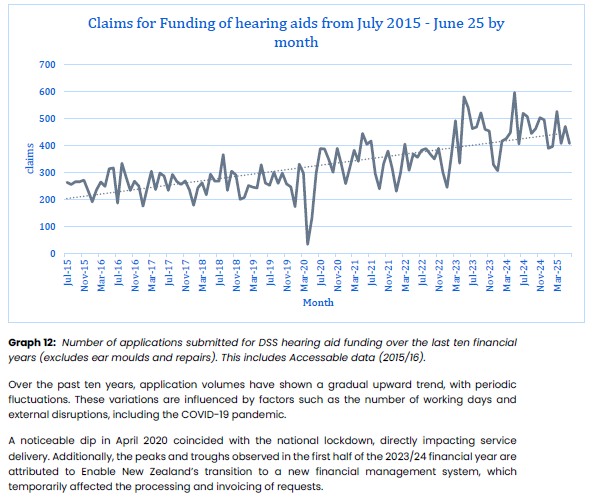 Claims for Funding of hearing aids from July 2015 - June 25 by
month
700
600
500
400
300
200
100
0
claims
Jul-15
Nov-15
Mar-16
Jul-16
Nov-16
Mar-17
Jul-17
Nov-17
Mar-18
Jul-18
Nov-18
Mar-19
Jul-19
Nov-19
Mar-20
Jul-20
Nov-20
Mar-21
Jul-21
Nov-21
Mar-22
Jul-22
Nov-22
Mar-23
Jul-23
Nov-23
Mar-24
Jul-24
Nov-24
Mar-25
Month
Graph 12: Number of applications submitted for DSS hearing aid funding over the last ten financial
years (excludes ear moulds and repairs). This includes Accessable data (2015/16).
Over the past ten years, application volumes have shown a gradual upward trend, with periodic
fluctuations. These variations are influenced by factors such as the number of working days and
external disruptions, including the COVID-19 pandemic.
A noticeable dip in April 2020 coincided with the national lockdown, directly impacting service
delivery. Additionally, the peaks and troughs observed in the first half of the 2023/24 financial year are
attributed to Enable New Zealand's transition to a new financial management system, which
temporarily affected the processing and invoicing of requests.